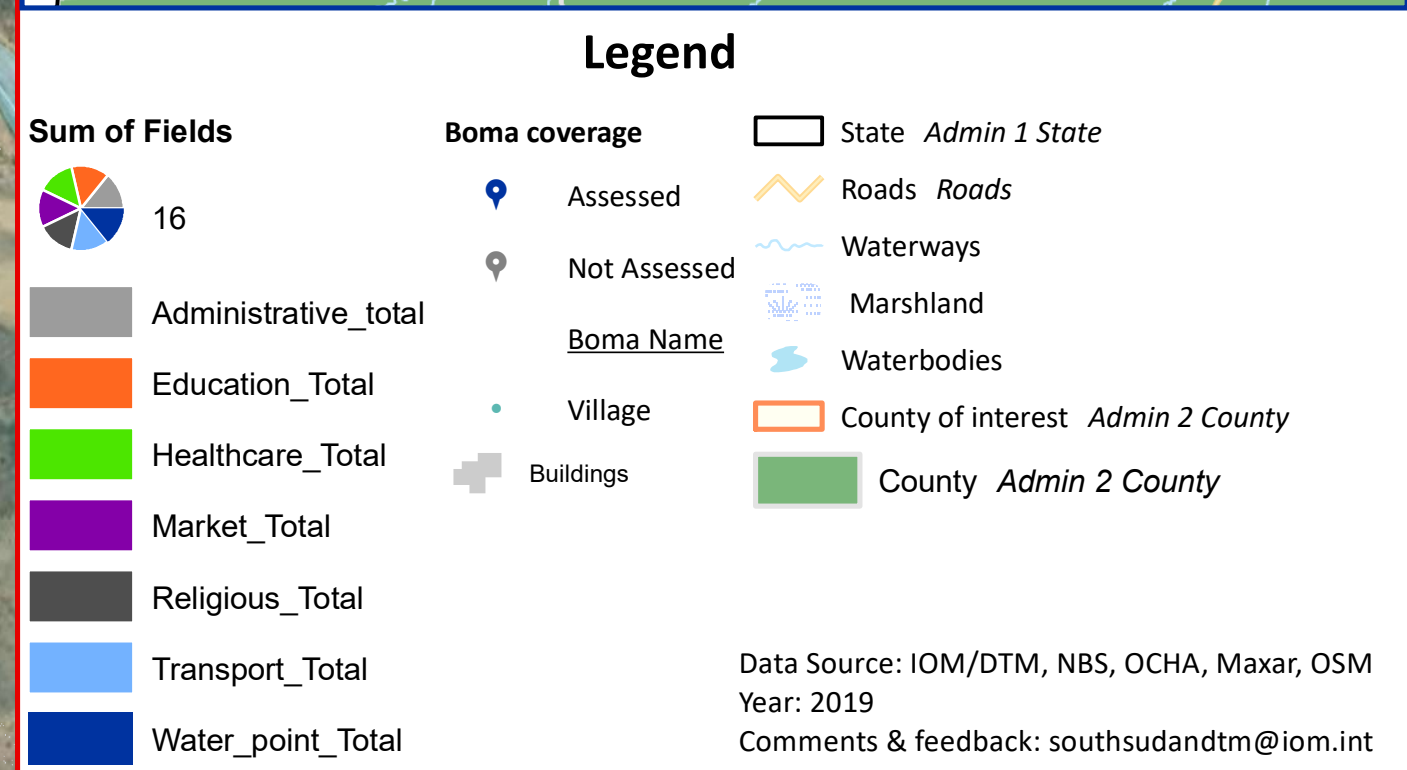 Legend
Sum of Fields
16
Administrative_total
Education_Total
Healthcare_Total
Market_Total
Religious_Total
Transport_Total
Water_point_Total
Boma coverage
Assessed
Not Assessed
Boma Name
Village
Buildings
State Admin 1 State
Roads Roads
Waterways
Marshland
Waterbodies
County of interest Admin 2 County
County Admin 2 County
Data Source: IOM/DTM, NBS, OCHA, Maxar, OSM
Year: 2019
Comments & feedback: southsudandtm@iom.int